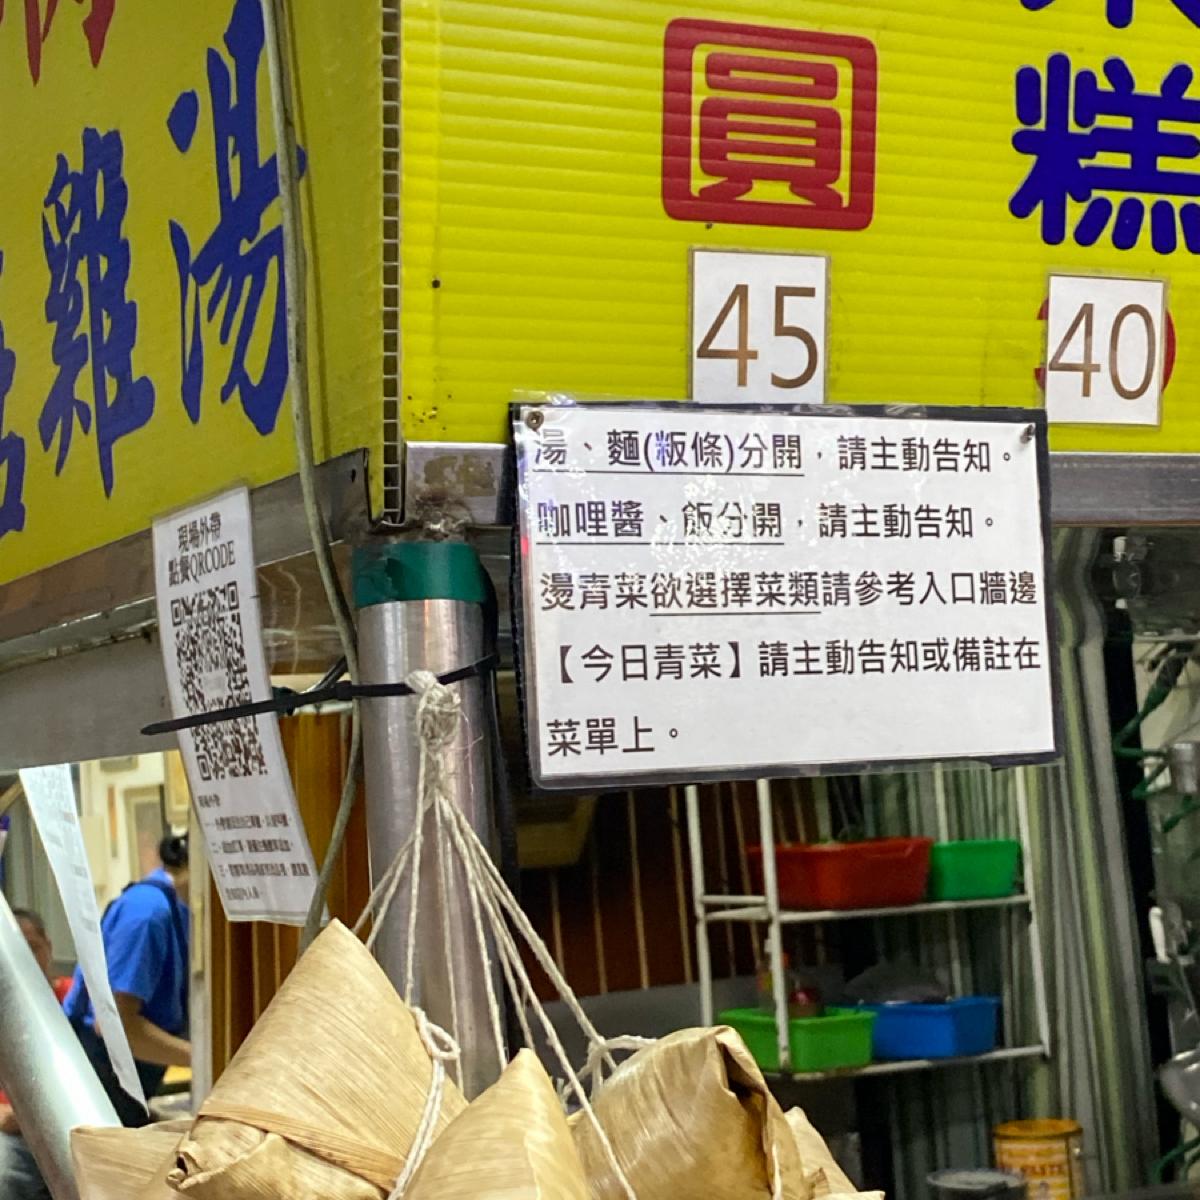 雞湯
圓
糕
45
40
湯、麵(粄條)分開，請主動告知。
咖哩醬、飯分開，請主動告知。
燙青菜欲選擇菜類請參考入口牆邊
【今日青菜】請主動告知或備註在
菜單上。
現場外帶
點餐QRCODE